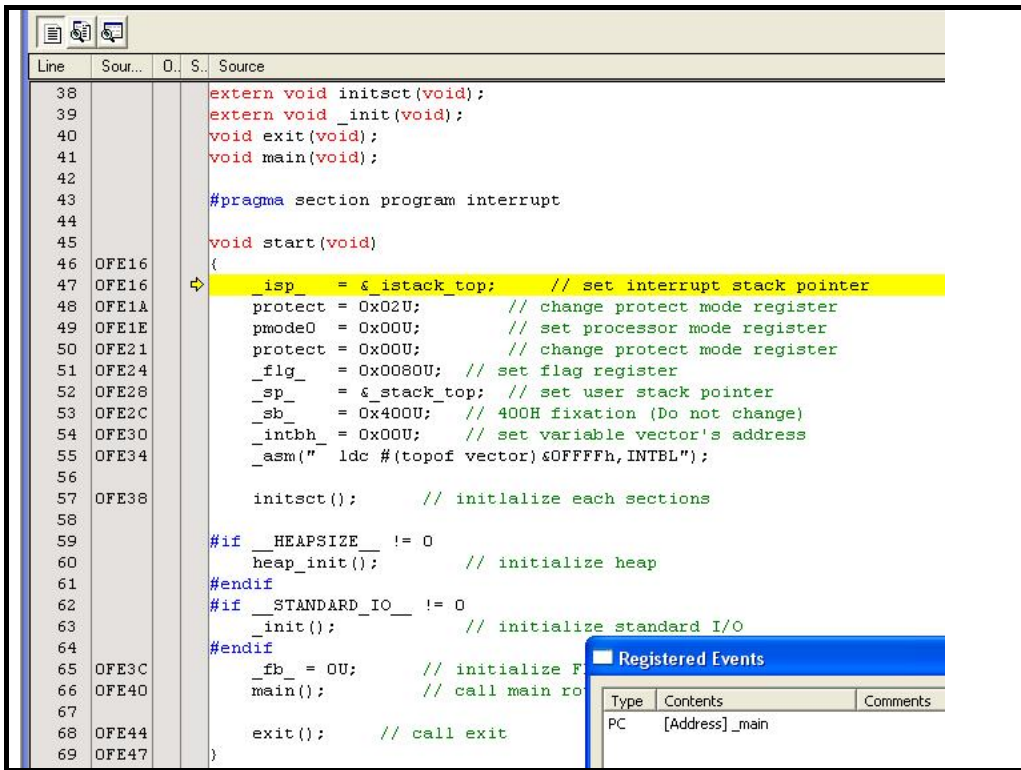 Line Sour... O.. S.. Source
38 extern void initsct(void);
39 extern void _init(void);
40 void exit(void);
41 void main(void);
42
43 #pragma section program interrupt
44
45 void start(void)
46 0FE16 {
47 0FE16 _isp_ = &_istack_top; // set interrupt stack pointer
48 0FE1A protect = 0x02U; // change protect mode register
49 0FE1E pmode0 = 0x00U; // set processor mode register
50 0FE21 protect = 0x00U; // change protect mode register
51 0FE24 _flg_ = 0x0080U; // set flag register
52 0FE28 _sp_ = &_stack_top; // set user stack pointer
53 0FE2C _sb_ = 0x400U; // 400H fixation (Do not change)
54 0FE30 _intbh_ = 0x00U; // set variable vector's address
55 0FE34 _asm(" ldc #(topof vector)&0FFFFh,INTBL");
56
57 0FE38 initsct(); // initlalize each sections
58
59 #if __HEAPSIZE__ != 0
60 heap_init(); // initialize heap
61 #endif
62 #if __STANDARD_IO__ != 0
63 _init(); // initialize standard I/O
64 #endif
65 0FE3C _fb_ = 0U; // initialize
66 0FE40 main(); // call main
67
68 0FE44 exit(); // call exit
69 0FE47 }
Registered Events
Type Contents Comments
PC [Address] _main